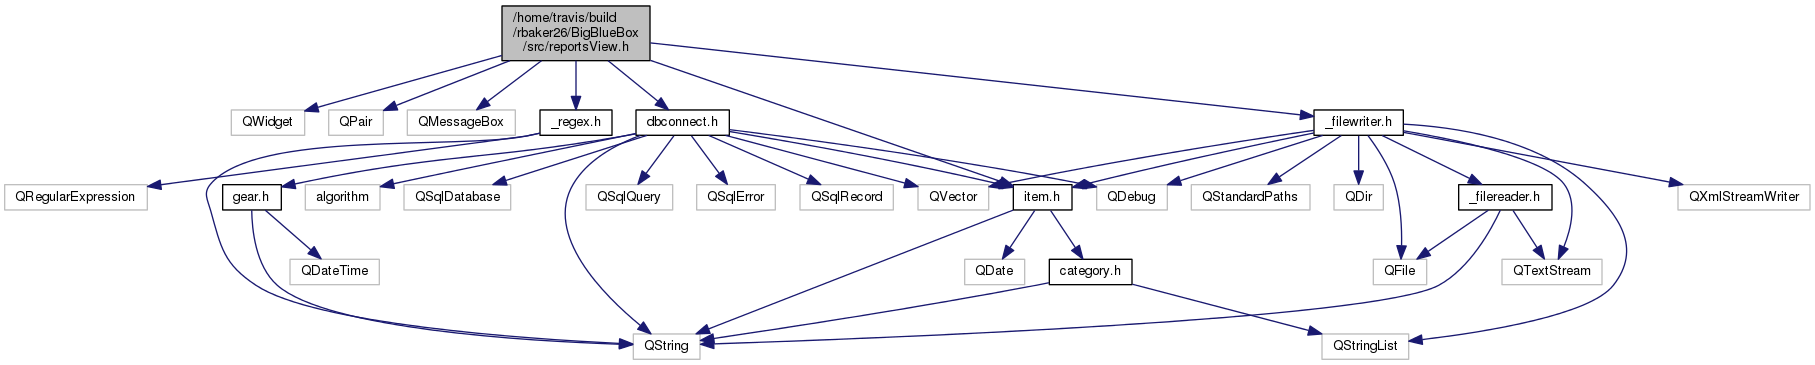 /home/travis/build
/rbaker26/BigBlueBox
/src/reportsView.h
QWidget
QPair
QMessageBox
_regex.h
dbconnect.h
_filewriter.h
QRegularExpression
gear.h
algorithm
QSqlDatabase
QSqlQuery
QSqlError
QSqlRecord
QVector
item.h
QDebug
QStandardPaths
QDir
_filereader.h
QXmlStreamWriter
QDateTime
QDate
category.h
QFile
QTextStream
QString
QStringList